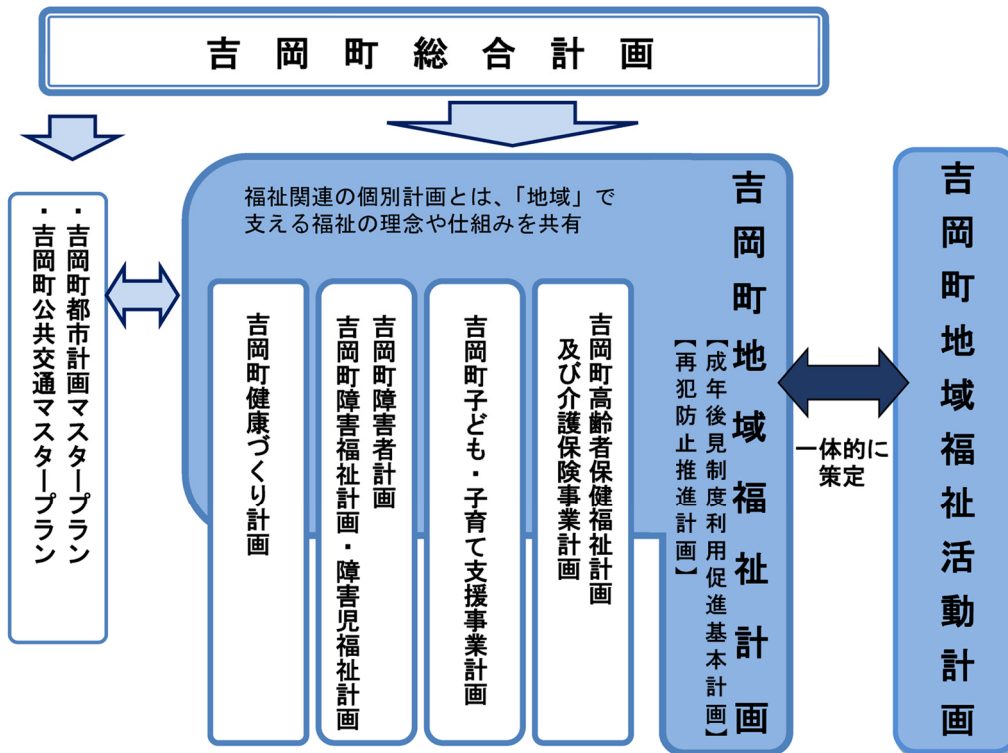 吉岡町総合計画
福祉関連の個別計画とは、「地域」で
支える福祉の理念や仕組みを共有
・吉岡町都市計画マスタープラン
・吉岡町公共交通マスタープラン
吉岡町健康づくり計画
吉岡町障害者計画
吉岡町障害福祉計画・障害児福祉計画
吉岡町子ども・子育て支援事業計画
吉岡町高齢者保健福祉計画
及び介護保険事業計画
吉岡町地域福祉計画
【成年後見制度利用促進基本計画】
【再犯防止推進計画】
一体的に
策定
吉岡町地域福祉活動計画